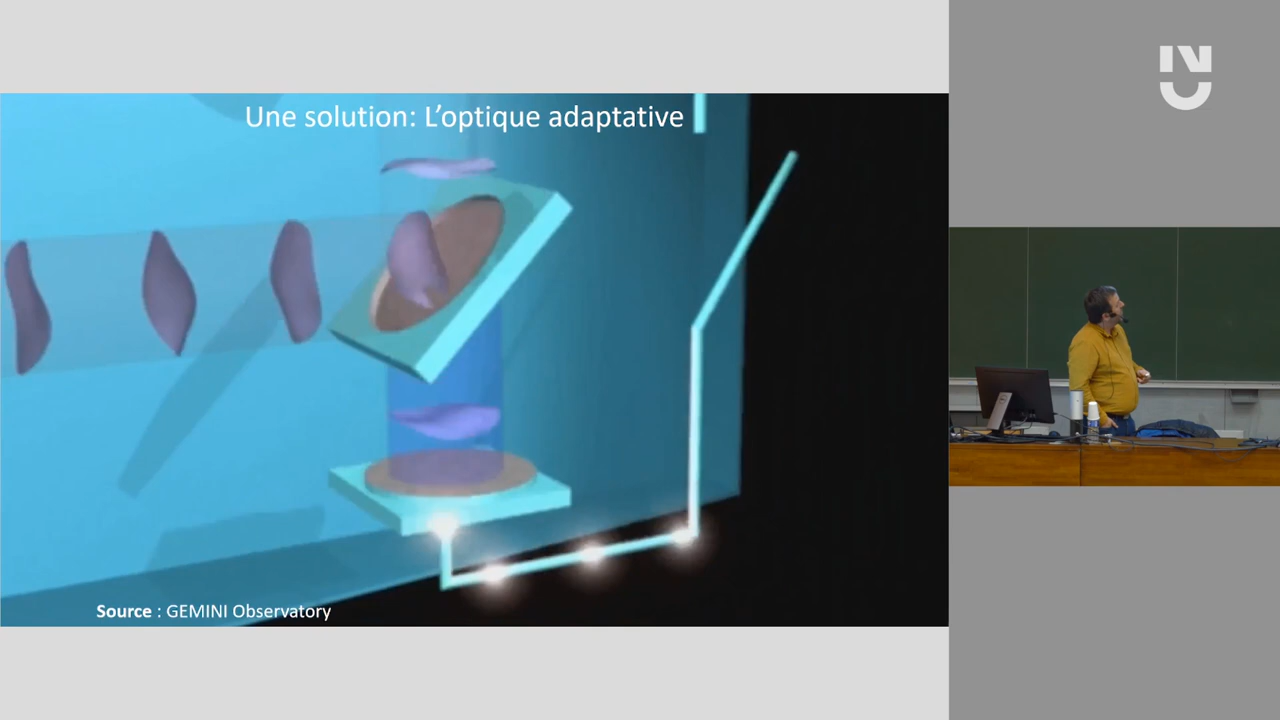 Une solution: L’optique adaptative
Source : GEMINI Observatory